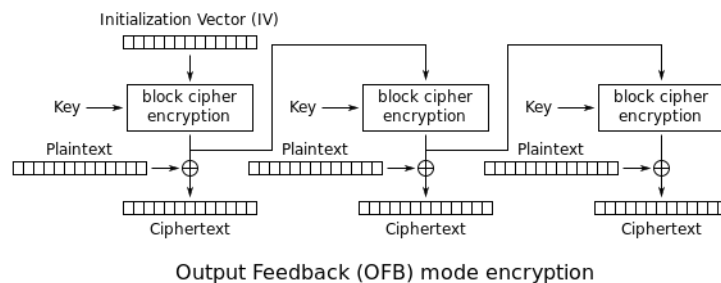 Initialization Vector (IV)
Key
block cipher
encryption
Key
block cipher
encryption
Key
block cipher
encryption
Plaintext
Plaintext
Plaintext
Ciphertext
Ciphertext
Ciphertext
Output Feedback (OFB) mode encryption